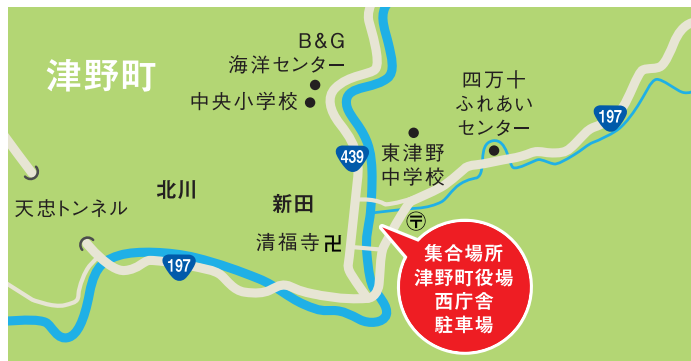 津野町
B&G
海洋センター
中央小学校
四万十
ふれあい
センター
197
439
東津野
中学校
北川
新田
天忠トンネル
清福寺卍
〒
197
集合場所
津野町役場
西庁舎
駐車場